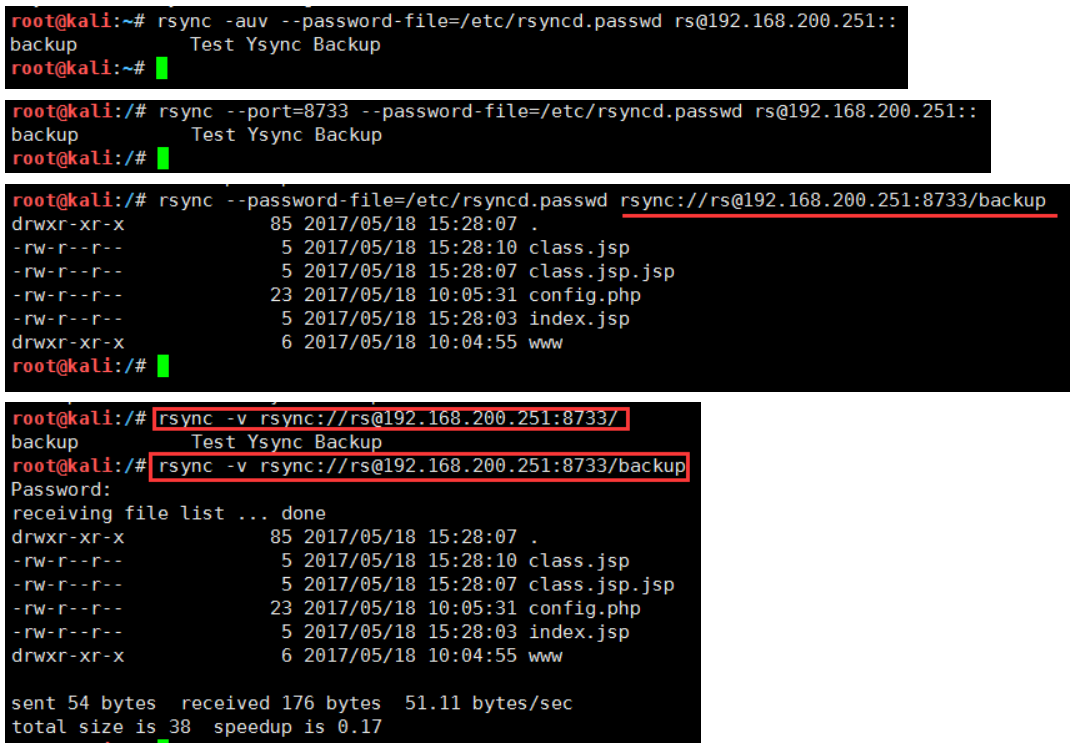 root@kali:~# rsync -auv --password-file=/etc/rsyncd.passwd rs@192.168.200.251::
backup          Test Ysync Backup
root@kali:~#
root@kali:/# rsync --port=8733 --password-file=/etc/rsyncd.passwd rs@192.168.200.251::
backup          Test Ysync Backup
root@kali:/#
root@kali:/# rsync --password-file=/etc/rsyncd.passwd rsync://rs@192.168.200.251:8733/backup
drwxr-xr-x             85 2017/05/18 15:28:07 .
-rw-r--r--              5 2017/05/18 15:28:10 class.jsp
-rw-r--r--              5 2017/05/18 15:28:07 class.jsp.jsp
-rw-r--r--             23 2017/05/18 10:05:31 config.php
-rw-r--r--              5 2017/05/18 15:28:03 index.jsp
drwxr-xr-x              6 2017/05/18 10:04:55 www
root@kali:/#
root@kali:/# rsync -v rsync://rs@192.168.200.251:8733/
backup          Test Ysync Backup
root@kali:/# rsync -v rsync://rs@192.168.200.251:8733/backup
Password:
receiving file list ... done
drwxr-xr-x             85 2017/05/18 15:28:07 .
-rw-r--r--              5 2017/05/18 15:28:10 class.jsp
-rw-r--r--              5 2017/05/18 15:28:07 class.jsp.jsp
-rw-r--r--             23 2017/05/18 10:05:31 config.php
-rw-r--r--              5 2017/05/18 15:28:03 index.jsp
drwxr-xr-x              6 2017/05/18 10:04:55 www
sent 54 bytes  received 176 bytes  51.11 bytes/sec
total size is 38  speedup is 0.17